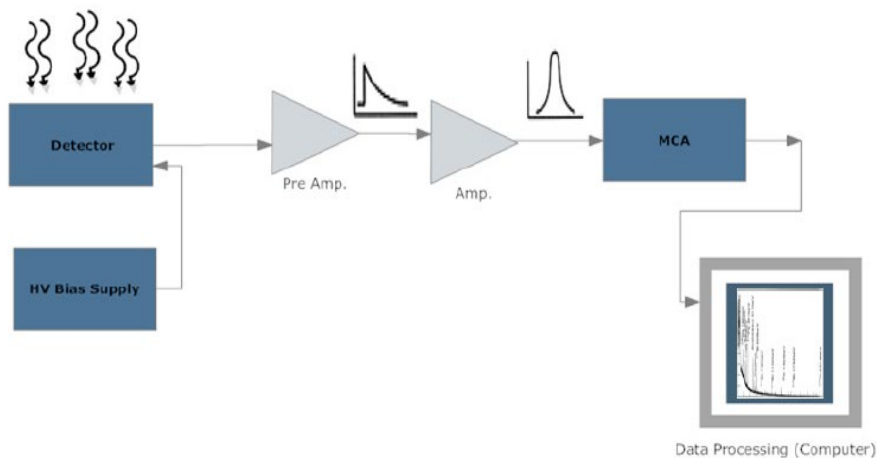 Detector
Pre Amp.
Amp.
MCA
HV Bias Supply
Data Processing (Computer)